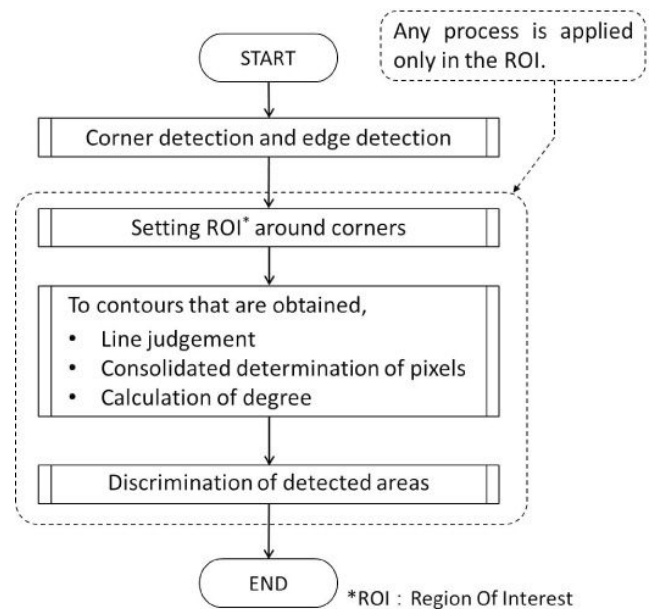 START
Any process is applied
only in the ROI.
Corner detection and edge detection
Setting ROI* around corners
To contours that are obtained,
• Line judgement
• Consolidated determination of pixels
• Calculation of degree
Discrimination of detected areas
END
*ROI : Region Of Interest